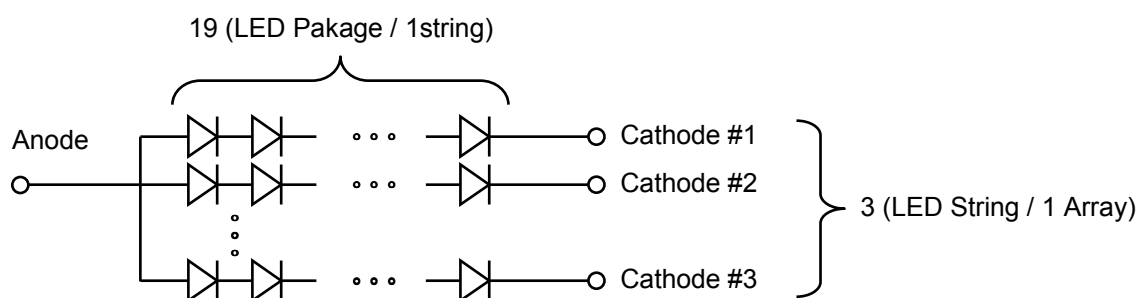 19 (LED Pakage / 1string)
Anode
Cathode #1
Cathode #2
3 (LED String / 1 Array)
Cathode #3